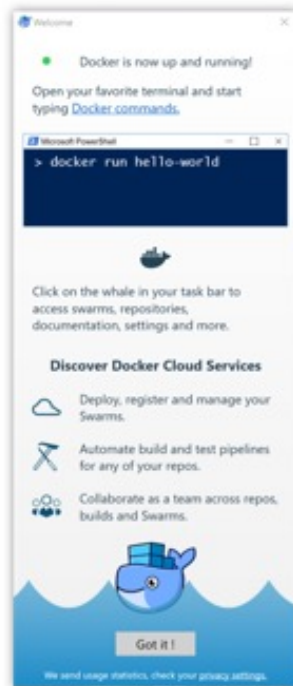 Welcome
Docker is now up and running!
Open your favorite terminal and start
typing Docker commands.
Microsoft PowerShell
> docker run hello-world
Click on the whale in your task bar to
access swarms, repositories,
documentation, settings and more.
Discover Docker Cloud Services
Deploy, register and manage your
Swarms.
Automate build and test pipelines
for any of your repos.
Collaborate as a team across repos,
builds and Swarms.
Got it !
We send usage statistics, check your privacy settings.